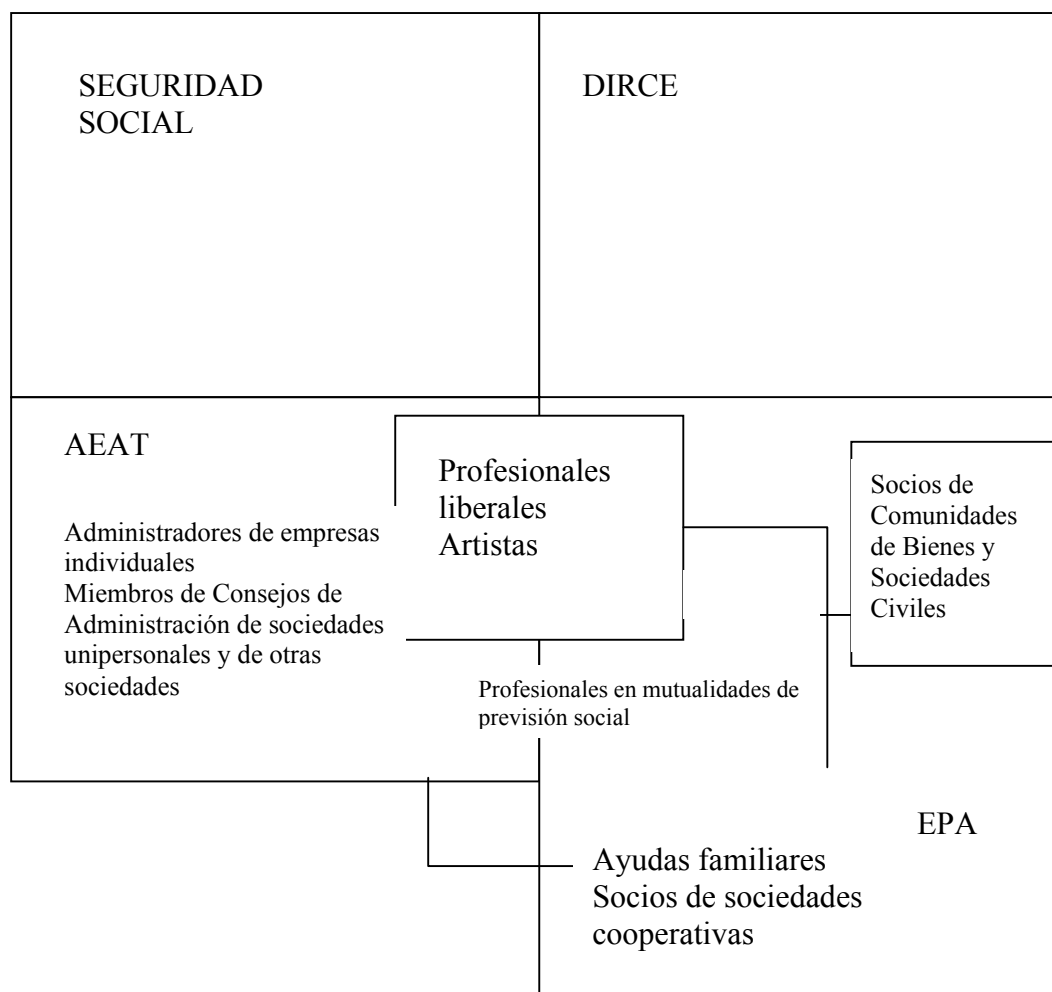 SEGURIDAD
SOCIAL
DIRCE
AEAT
Administradores de empresas
individuales
Miembros de Consejos de
Administración de sociedades
unipersonales y de otras
sociedades
Profesionales
liberales
Artistas
Socios de
Comunidades
de Bienes y
Sociedades
Civiles
Profesionales en mutualidades de
previsión social
EPA
Ayudas familiares
Socios de sociedades
cooperativas